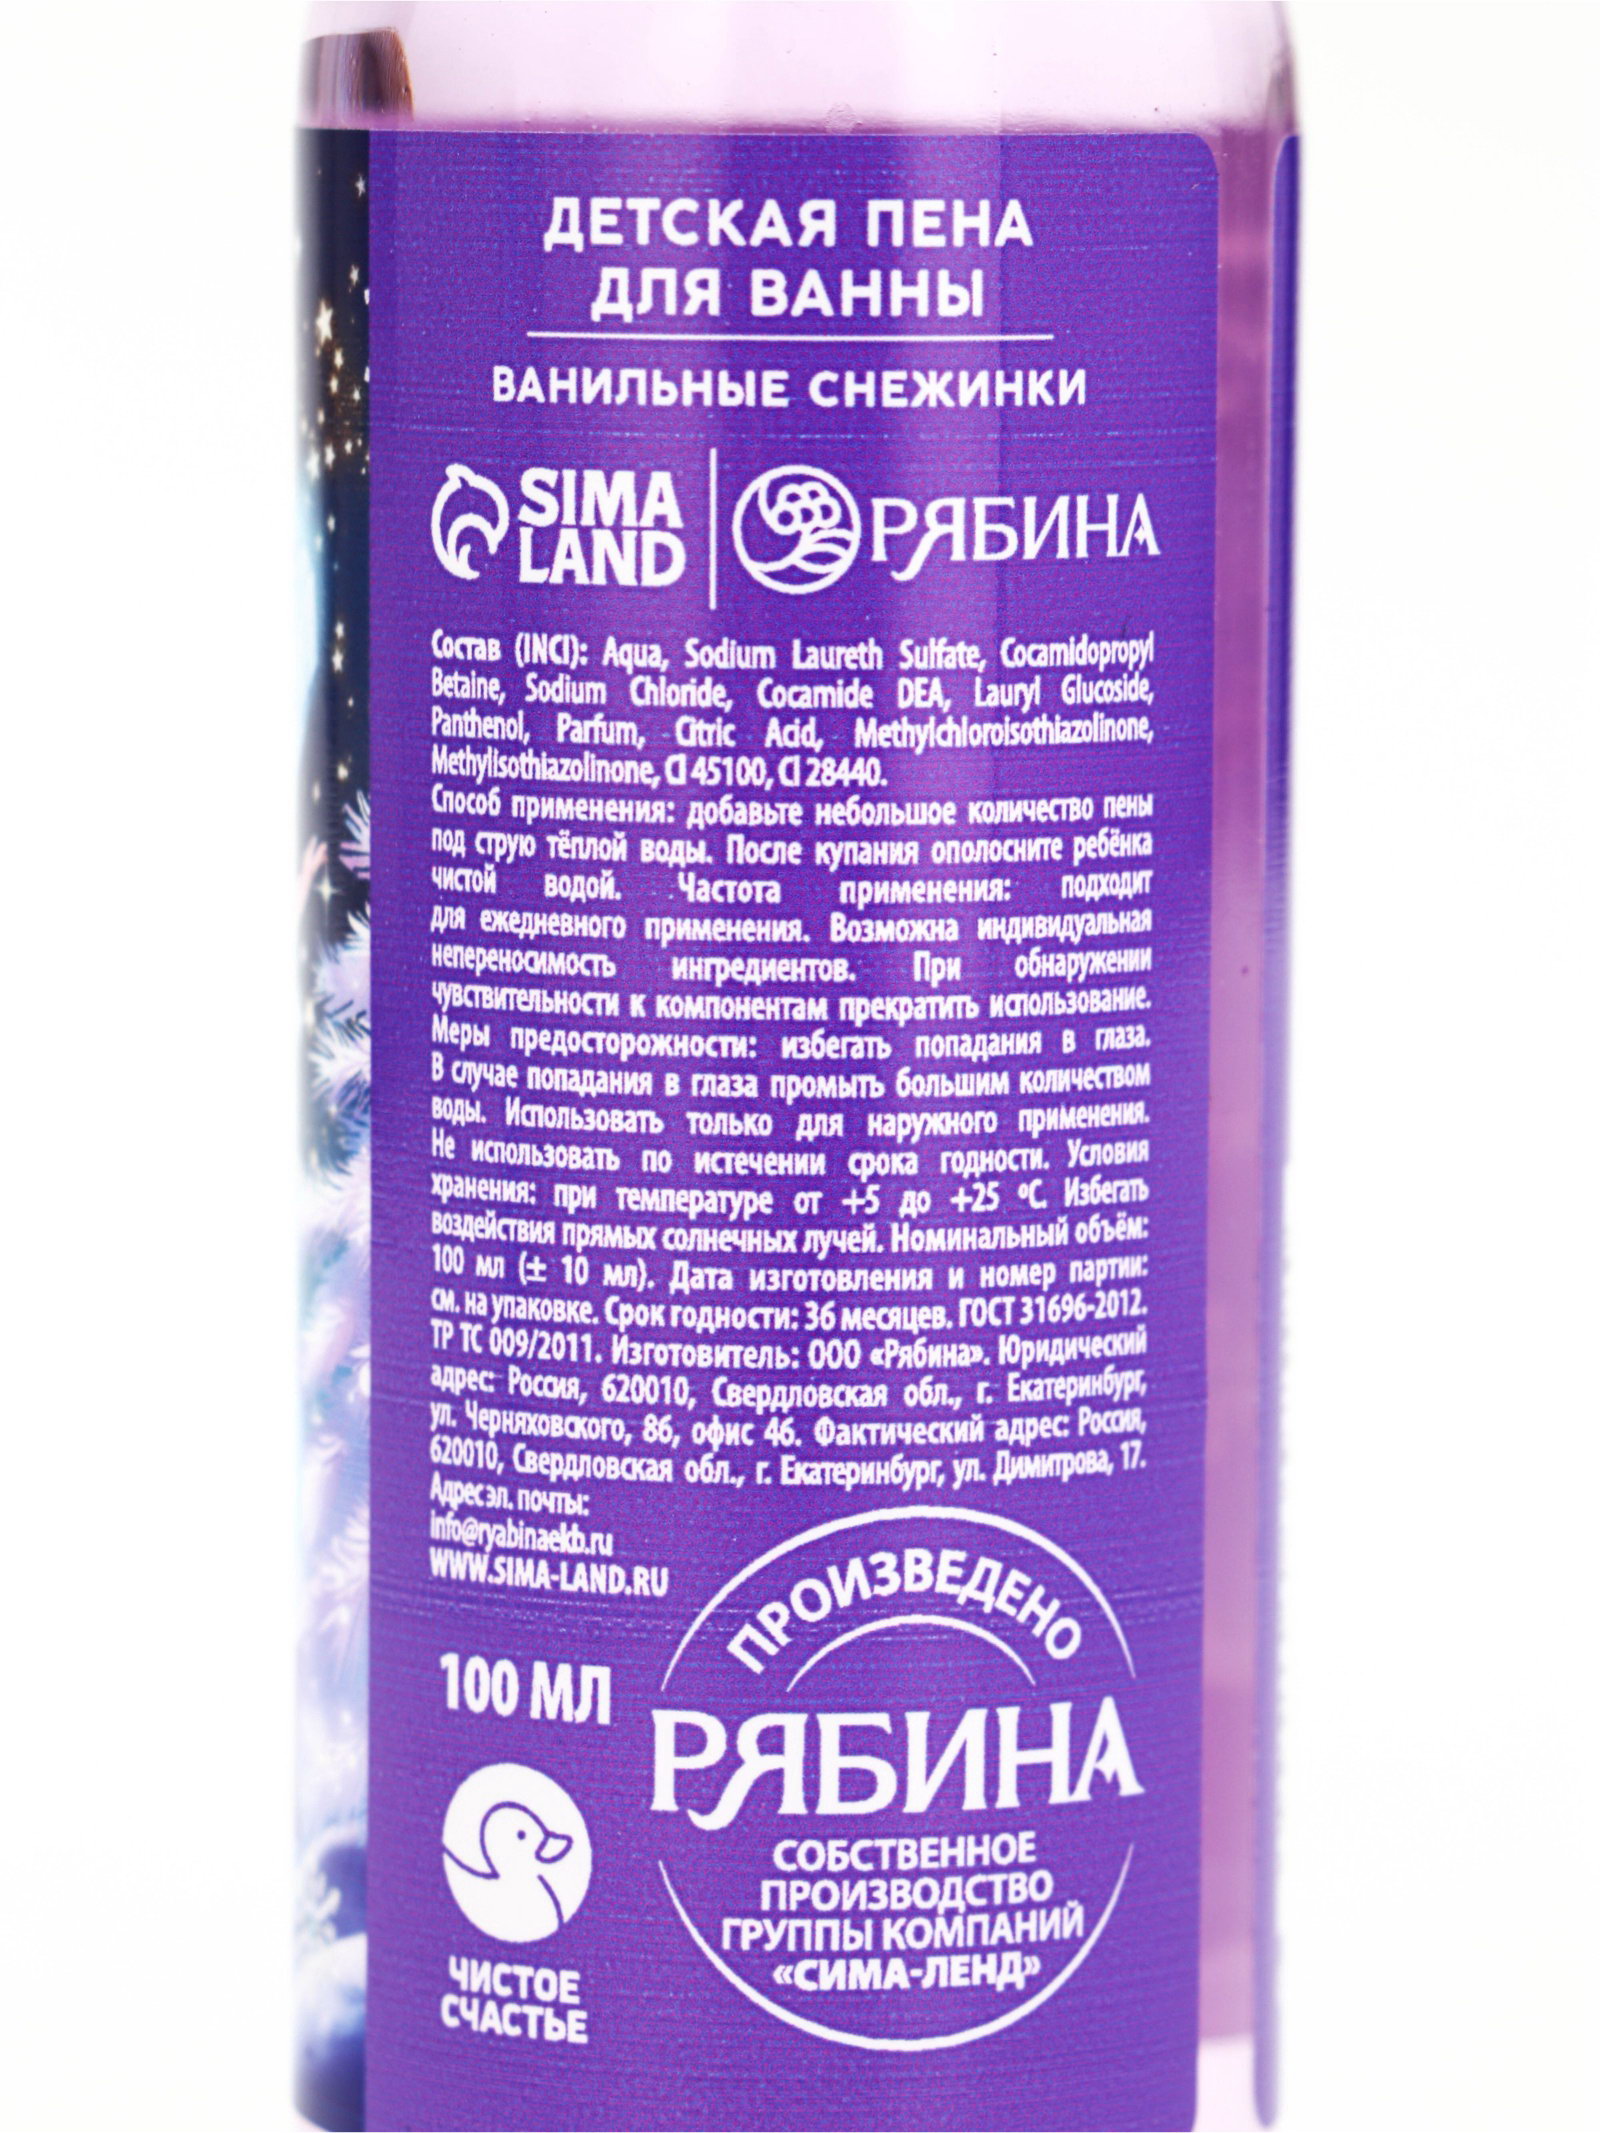 ДЕТСКАЯ ПЕНА
ДЛЯ ВАННЫ
ВАНИЛЬНЫЕ СНЕЖИНКИ
SIMA
LAND
РЯБИНА
Состав (INCI): Aqua, Sodium Laureth Sulfate, Cocamidopropyl
Betaine, Sodium Chloride, Cocamide DEA, Lauryl Glucoside,
Panthenol, Parfum, Citric Acid, Methylchloroisothiazolinone,
Methylisothiazolinone, CI 45100, CI 28440.
Способ применения: добавьте небольшое количество пены
под струю тёплой воды. После купания ополосните ребёнка
чистой водой. Частота применения: подходит
для ежедневного применения. Возможна индивидуальная
непереносимость ингредиентов. При обнаружении
чувствительности к компонентам прекратить использование.
Меры предосторожности: избегать попадания в глаза.
В случае попадания в глаза промыть большим количеством
воды. Использовать только для наружного применения.
Не использовать по истечении срока годности. Условия
хранения: при температуре от +5 до +25 ºC. Избегать
воздействия прямых солнечных лучей. Номинальный объём:
100 мл (± 10 мл). Дата изготовления и номер партии:
см. на упаковке. Срок годности: 36 месяцев. ГОСТ 31696-2012.
ТР ТС 009/2011. Изготовитель: ООО «Рябина». Юридический
адрес: Россия, 620010, Свердловская обл., г. Екатеринбург,
ул. Черняховского, 86, офис 46. Фактический адрес: Россия,
620010, Свердловская обл., г. Екатеринбург, ул. Димитрова, 17.
Адрес эл. почты:
info@ryabinaekb.ru
WWW.SIMA-LAND.RU
100 МЛ
ЧИСТОЕ
СЧАСТЬЕ
ПРОИЗВЕДЕНО
РЯБИНА
СОБСТВЕННОЕ
ПРОИЗВОДСТВО
ГРУППЫ КОМПАНИЙ
«СИМА-ЛЕНД»